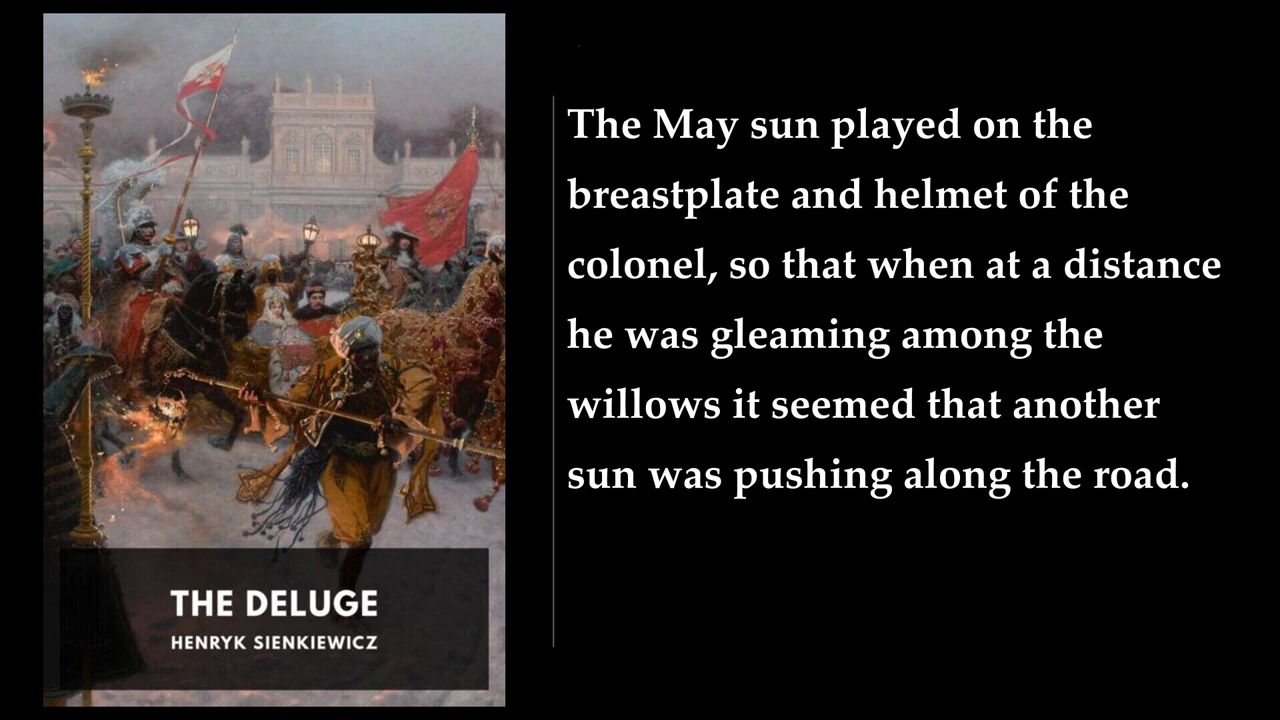 The May sun played on the
breastplate and helmet of the
colonel, so that when at a distance
he was gleaming among the
willows it seemed that another
sun was pushing along the road.
THE DELUGE
HENRYK SIENKIEWICZ